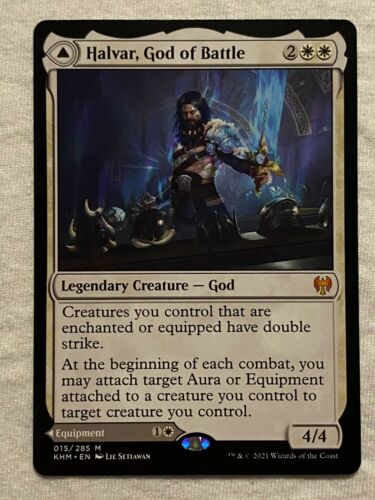 Halvar, God of Battle 2
Legendary Creature — God
Creatures you control that are
enchanted or equipped have double
strike.
At the beginning of each combat, you
may attach target Aura or Equipment
attached to a creature you control to
target creature you control.
Equipment 1
4/4
015/285 M
KHM • EN Lie Setiawan
™ & © 2021 Wizards of the Coast